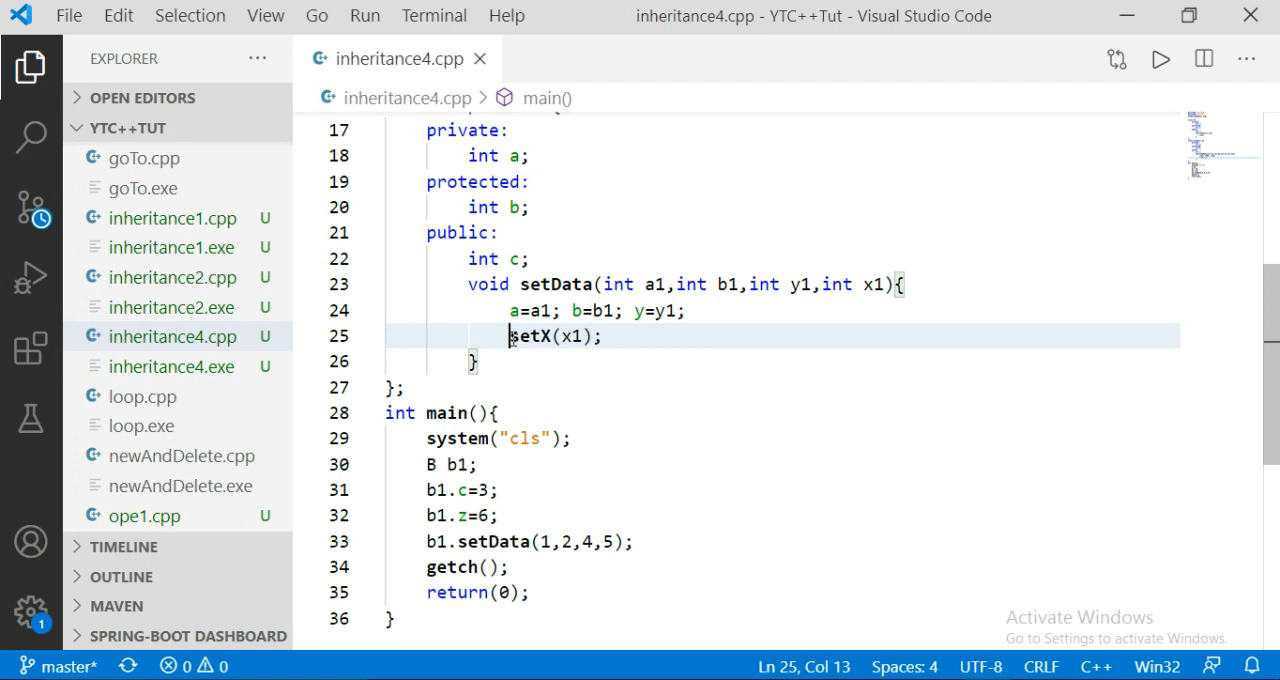 File Edit Selection View Go Run Terminal Help inheritance4.cpp - YTC++Tut - Visual Studio Code
EXPLORER ··· inheritance4.cpp
OPEN EDITORS inheritance4.cpp > main()
YTC++TUT
goTo.cpp
goTo.exe
inheritance1.cpp U
inheritance1.exe U
inheritance2.cpp U
inheritance2.exe U
inheritance4.cpp U
inheritance4.exe U
loop.cpp
loop.exe
newAndDelete.cpp
newAndDelete.exe
ope1.cpp U
TIMELINE
OUTLINE
MAVEN
SPRING-BOOT DASHBOARD
1
17 private:
18 int a;
19 protected:
20 int b;
21 public:
22 int c;
23 void setData(int a1,int b1,int y1,int x1){
24 a=a1; b=b1; y=y1;
25 setX(x1);
26 }
27 };
28 int main(){
29 system("cls");
30 B b1;
31 b1.c=3;
32 b1.z=6;
33 b1.setData(1,2,4,5);
34 getch();
35 return(0);
36 }
Activate Windows
Go to Settings to activate Windows.
master* 0 0 Ln 25, Col 13 Spaces: 4 UTF-8 CRLF C++ Win32